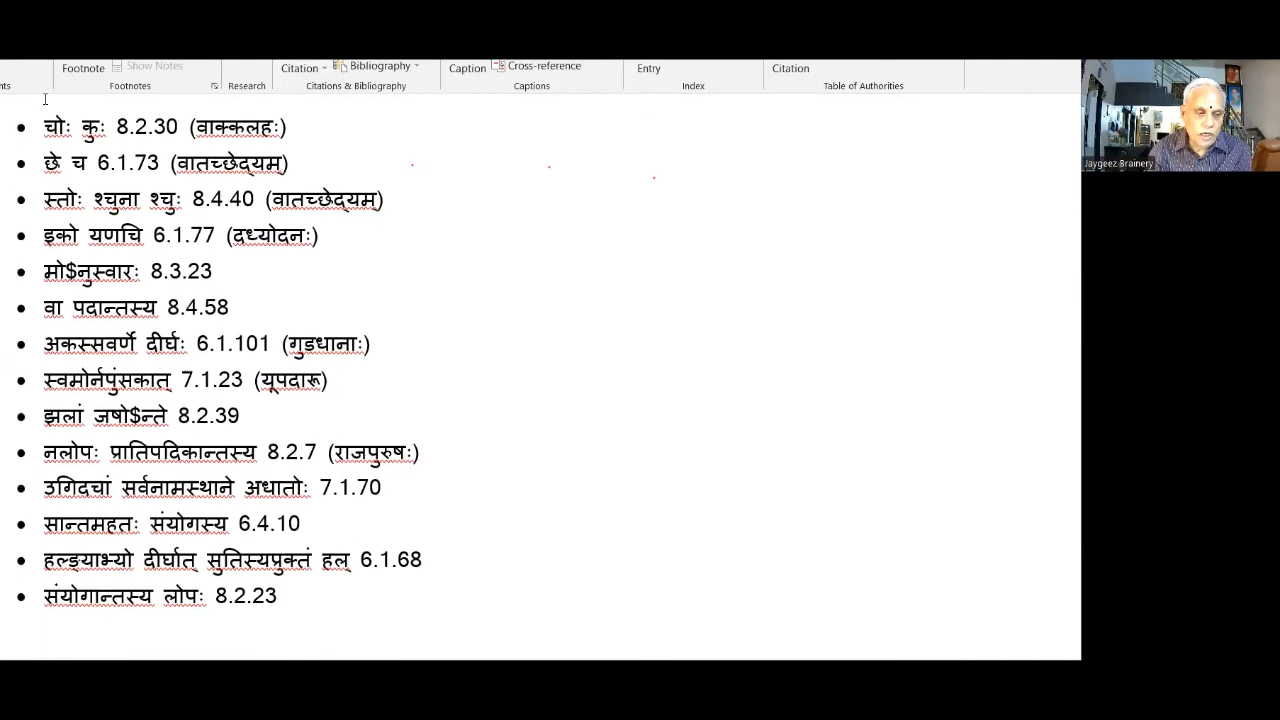 Footnote Show Notes Citation Bibliography Caption Cross-reference Entry Citation
nts Footnotes Research Citations & Bibliography Captions Index Table of Authorities
• चोः कुः 8.2.30 (वाक्कलहः)
• छे च 6.1.73 (वातच्छेद्यम)
• स्तोः श्चुना श्चुः 8.4.40 (वातच्छेद्यम)
• इको यणचि 6.1.77 (दध्योदनः)
• मो$नुस्वारः 8.3.23
• वा पदान्तस्य 8.4.58
• अकस्सवर्णे दीर्घः 6.1.101 (गुडधानाः)
• स्वमोर्नपुंसकात् 7.1.23 (यूपदारू)
• झलां जषो$न्ते 8.2.39
• नलोपः प्रातिपदिकान्तस्य 8.2.7 (राजपुरुषः)
• उगिदचां सर्वनामस्थाने अधातोः 7.1.70
• सान्तमहतः संयोगस्य 6.4.10
• हल्ङ्याभ्यो दीर्घात् सुतिस्यप्रुक्तं हल् 6.1.68
• संयोगान्तस्य लोपः 8.2.23
Jaygeez Brainery